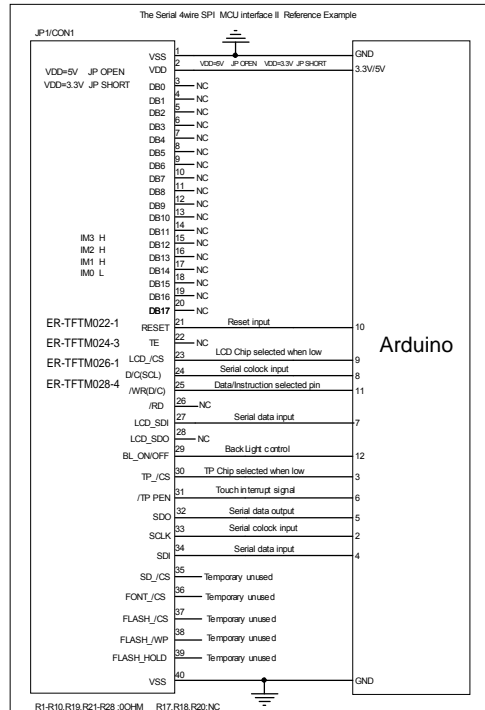 The Serial 4wire SPI MCU interface II Reference Example
JP1/CON1
VDD=5V JP OPEN
VDD=3.3V JP SHORT
VSS 1 GND
VDD 2 VDD=5V JP OPEN VDD=3.3V JP SHORT 3.3V/5V
DB0 3 NC
DB1 4 NC
DB2 5 NC
DB3 6 NC
DB4 7 NC
DB5 8 NC
DB6 9 NC
DB7 10 NC
DB8 11 NC
DB9 12 NC
DB10 13 NC
DB11 14 NC
IM3 H
DB12 15 NC
IM2 H
DB13 16 NC
IM1 H
DB14 17 NC
IM0 L
DB15 18 NC
DB16 19 NC
DB17 20 NC
ER-TFTM022-1
RESET 21 Reset input 10
ER-TFTM024-3
TE 22 NC
Arduino
ER-TFTM026-1
LCD_/CS 23 LCD Chip selected when low 9
ER-TFTM028-4
D/C(SCL) 24 Serial colock input 8
/WR(D/C) 25 Data/Instruction selected pin 11
/RD 26 NC
LCD_SDI 27 Serial data input 7
LCD_SDO 28 NC
BL_ON/OFF 29 BackLight control 12
TP_/CS 30 TP Chip selected when low 3
/TP PEN 31 Touch interrupt signal 6
SDO 32 Serial data output 5
SCLK 33 Serial colock input 2
SDI 34 Serial data input 4
SD_/CS 35 Temporary unused
FONT_/CS 36 Temporary unused
FLASH_/CS 37 Temporary unused
FLASH_/WP 38 Temporary unused
FLASH_HOLD 39 Temporary unused
VSS 40 GND
R1-R10,R19,R21-R28 :0OHM R17,R18,R20:NC